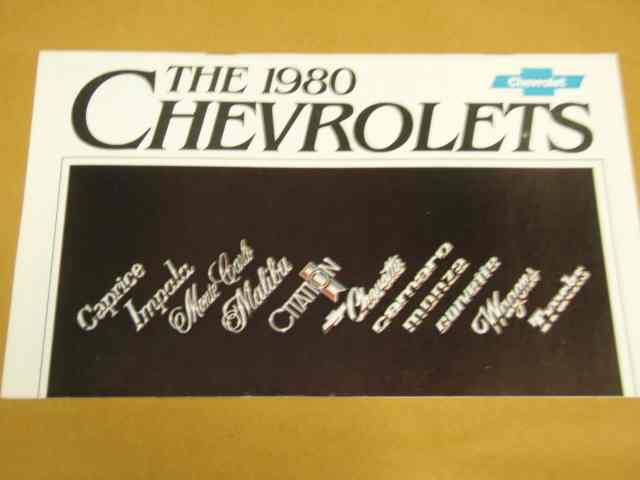 THE 1980
CHEVROLETS
Chevrolet
Caprice
Impala
Monte Carlo
Malibu
CITATION
Chevette
camaro
monza
corvette
Wagons
Trucks